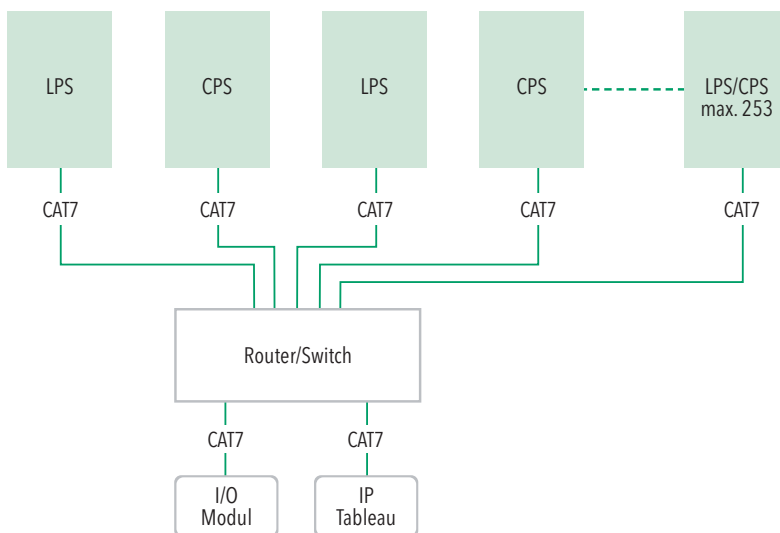 LPS
CPS
LPS
CPS
LPS/CPS
max. 253
CAT7
CAT7
CAT7
CAT7
CAT7
Router/Switch
CAT7
CAT7
I/O
Modul
IP
Tableau